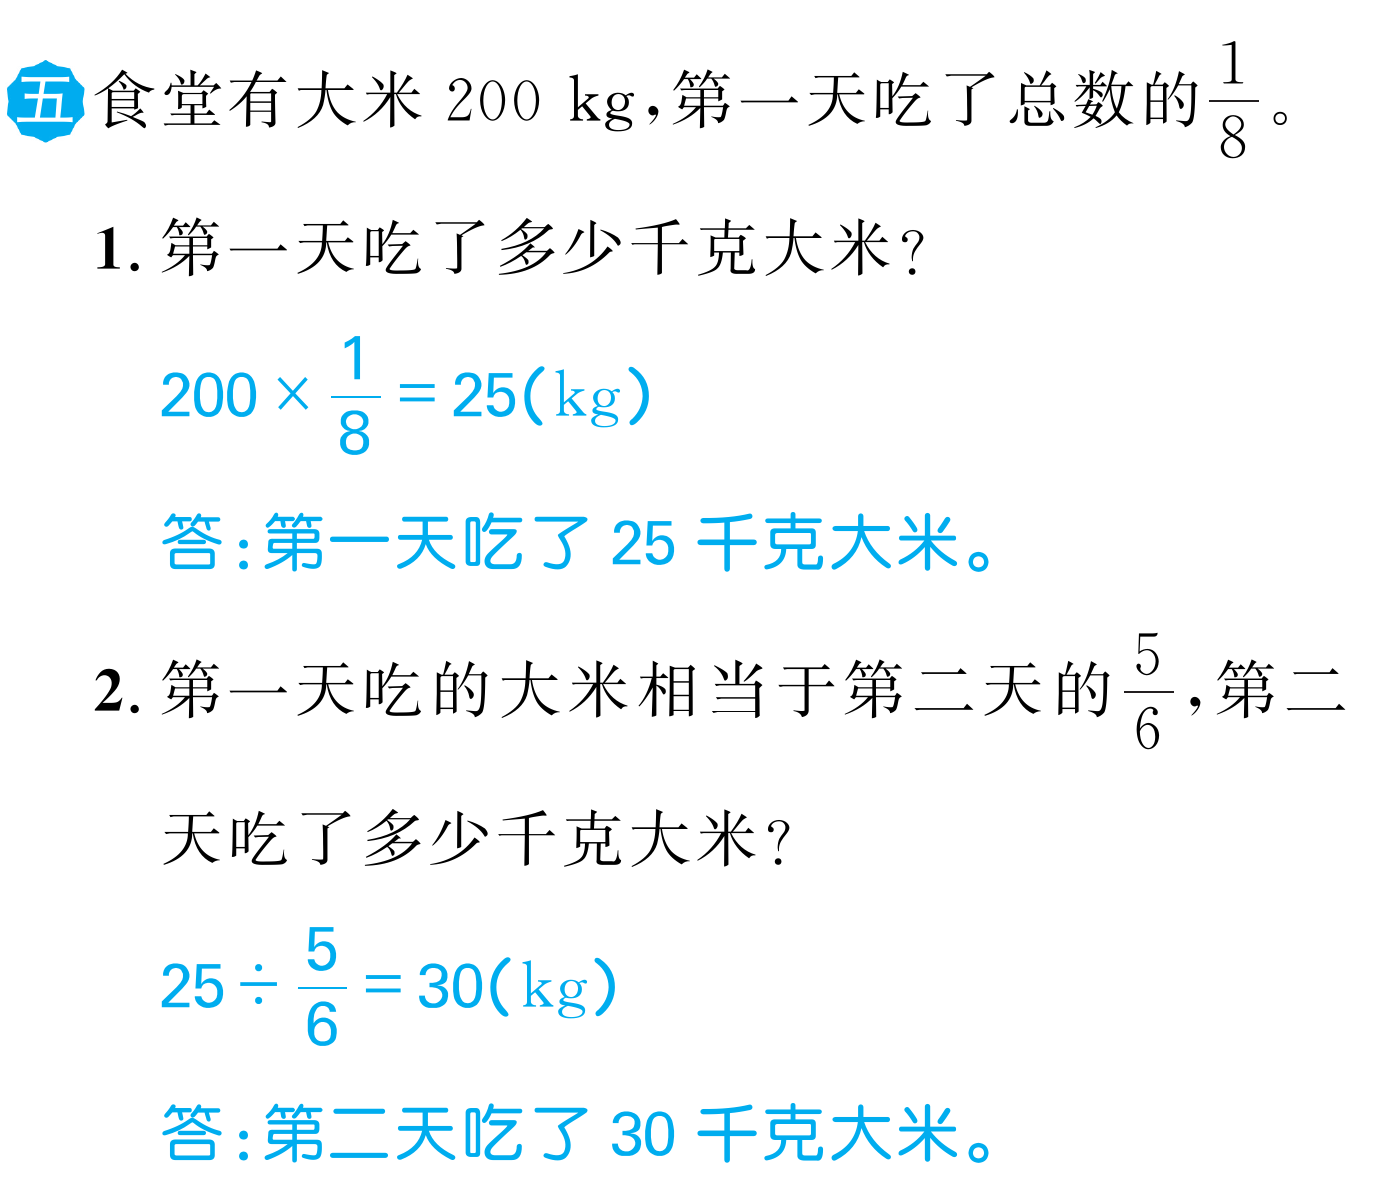 五 食堂有大米 200 kg,第一天吃了总数的1/8。
1. 第一天吃了多少千克大米?
200 × 1/8 = 25(kg)
答:第一天吃了 25 千克大米。
2. 第一天吃的大米相当于第二天的5/6,第二
天吃了多少千克大米?
25 ÷ 5/6 = 30(kg)
答:第二天吃了 30 千克大米。